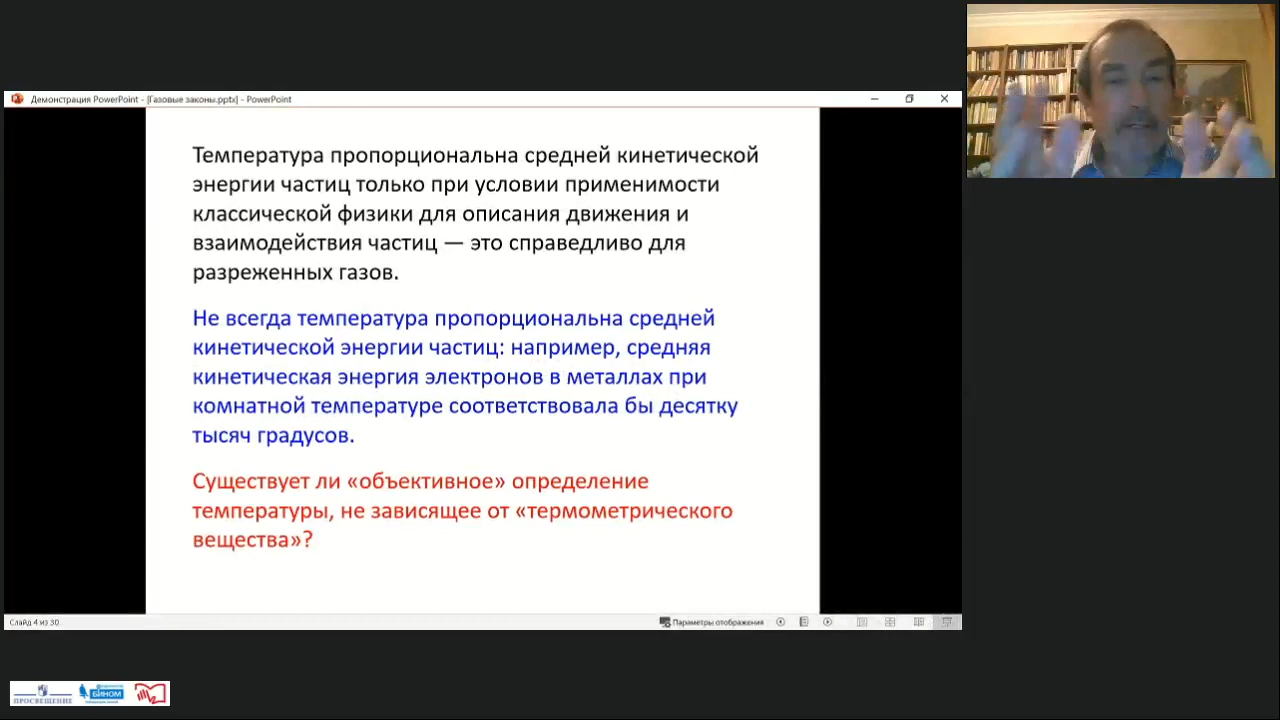 Демонстрация PowerPoint - [Газовые законы.pptx] - PowerPoint
Температура пропорциональна средней кинетической
энергии частиц только при условии применимости
классической физики для описания движения и
взаимодействия частиц — это справедливо для
разреженных газов.
Не всегда температура пропорциональна средней
кинетической энергии частиц: например, средняя
кинетическая энергия электронов в металлах при
комнатной температуре соответствовала бы десятку
тысяч градусов.
Существует ли «объективное» определение
температуры, не зависящее от «термометрического
вещества»?
Слайд 4 из 30
Параметры отображения
ПРОСВЕЩЕНИЕ
БИНОМ